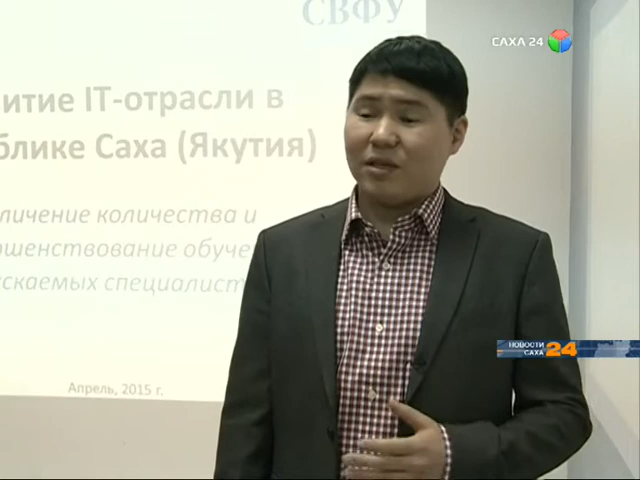 СВФУ
САХА 24
итие IT-отрасли в
блике Саха (Якутия)
личение количества и
ршенствование обуче
скаемых специалист
Апрель, 2015 г.
НОВОСТИ
САХА 24